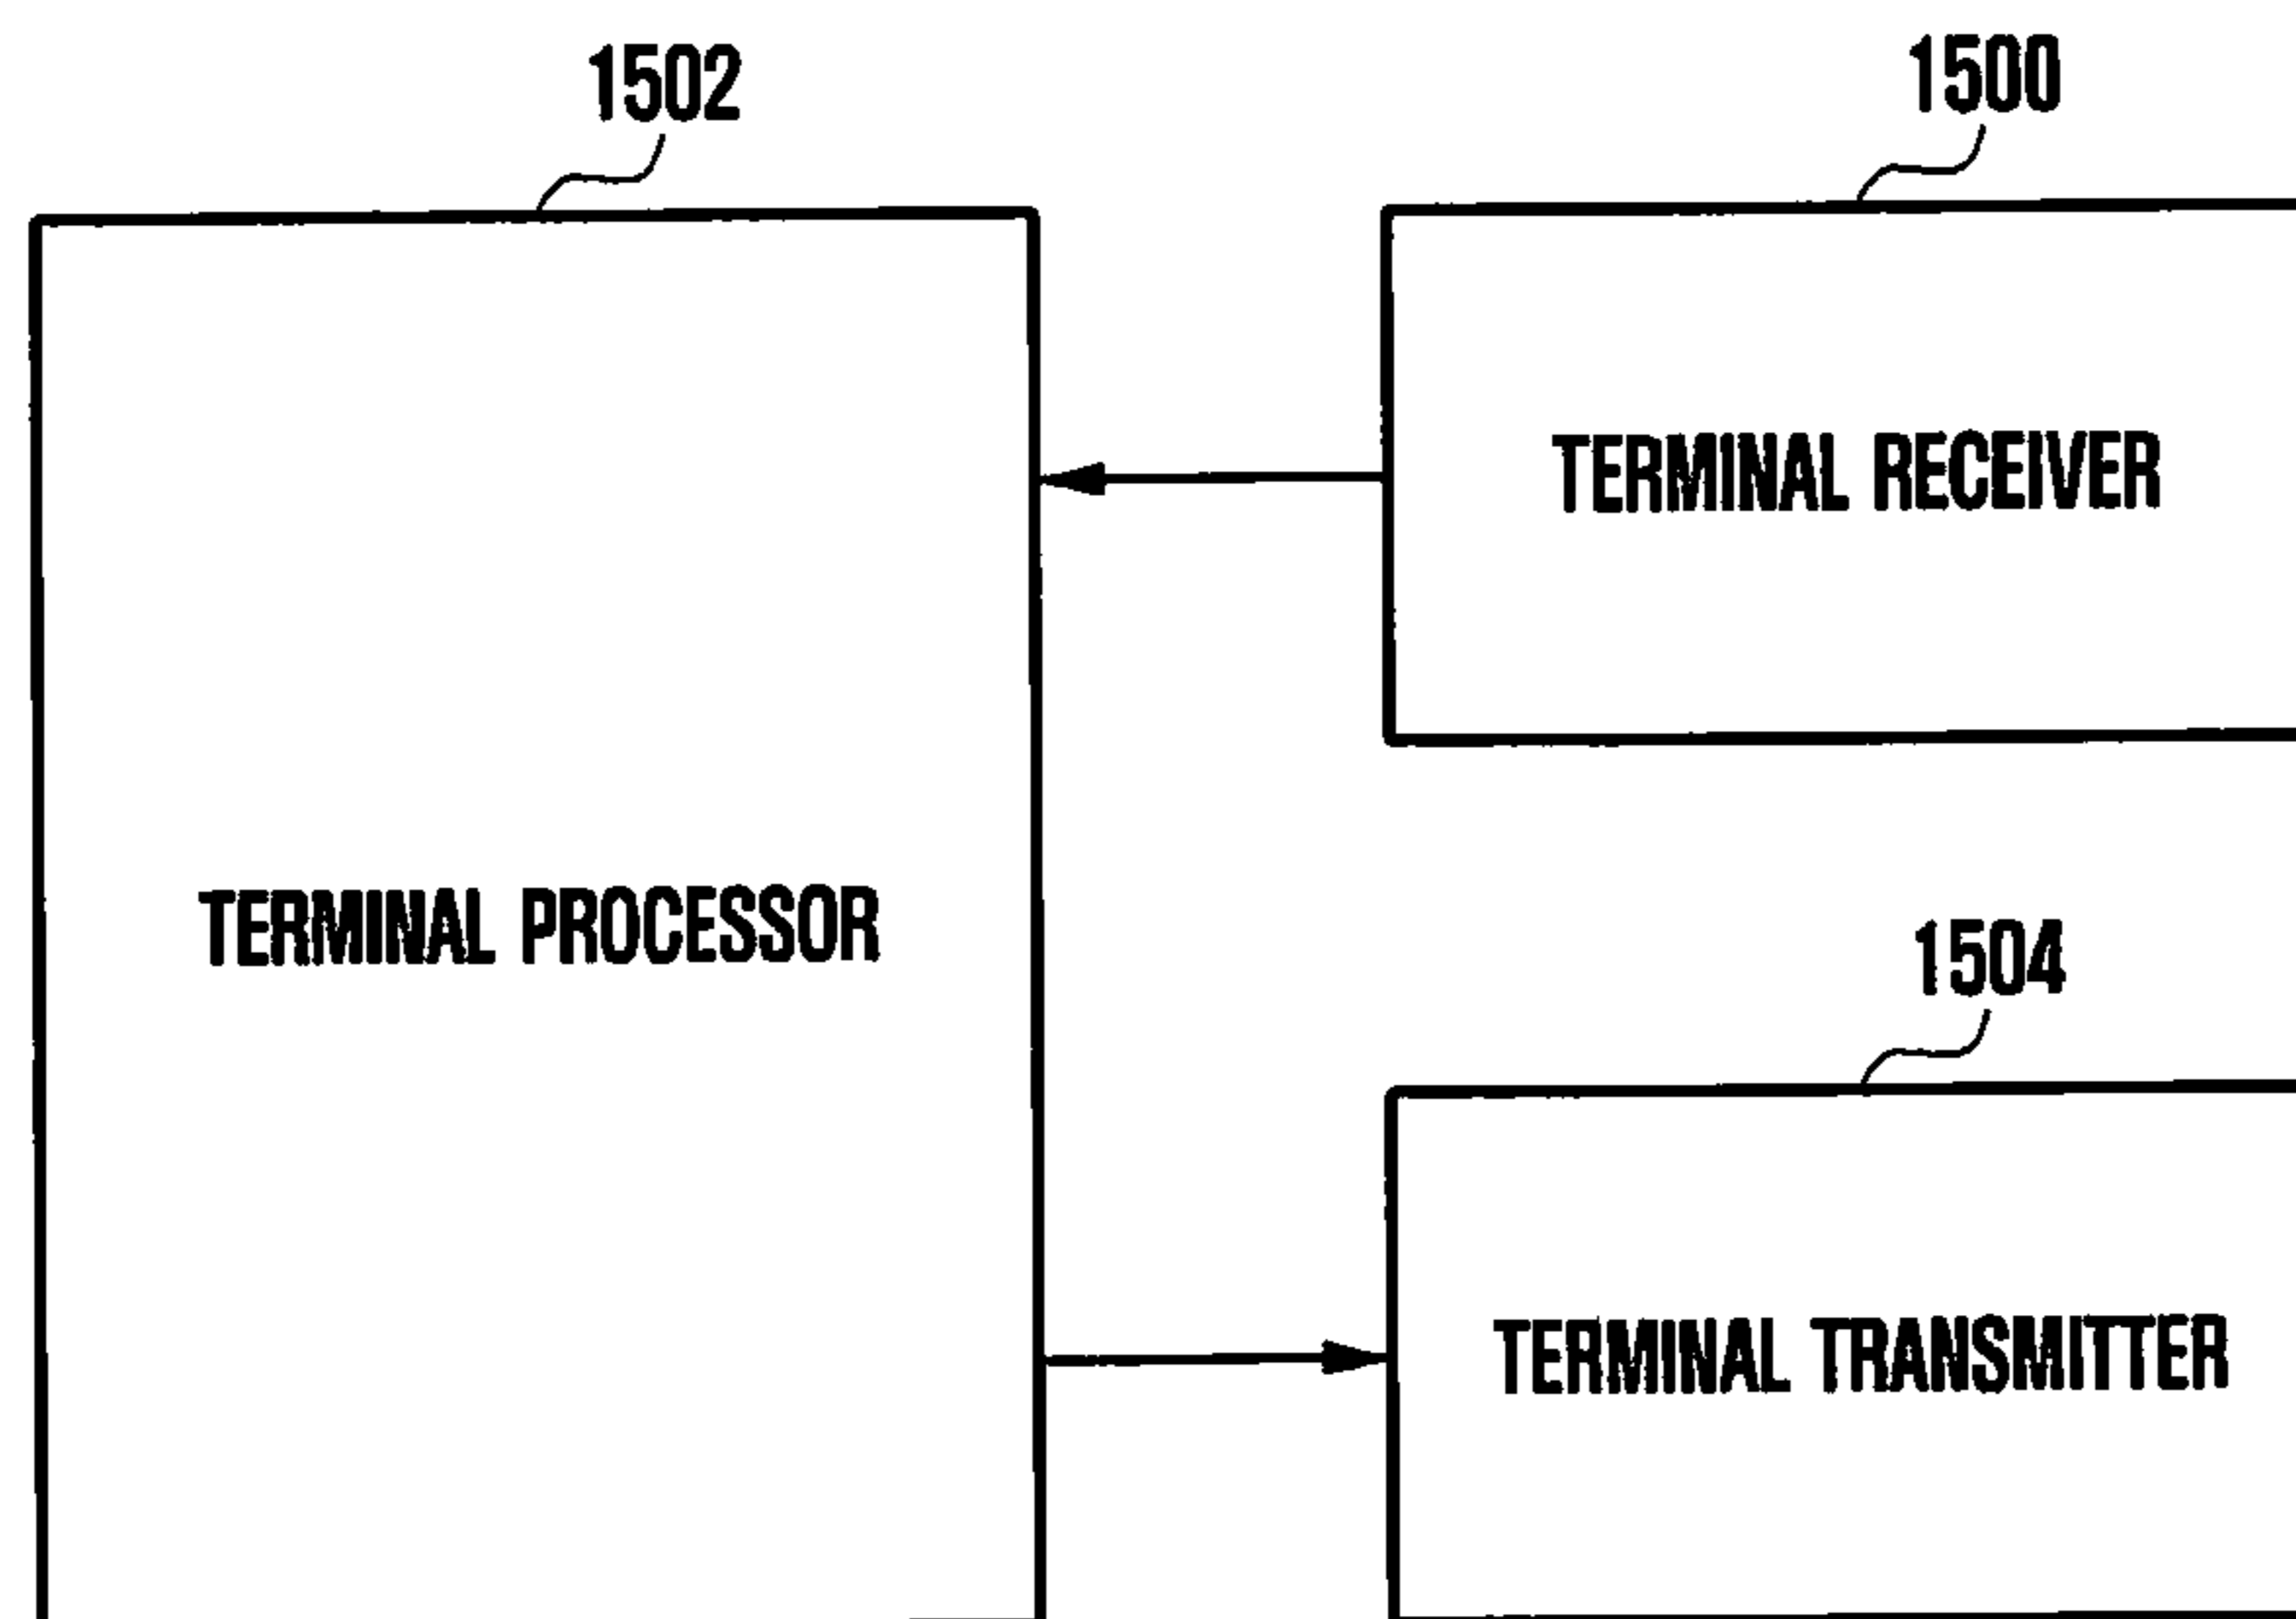 1502
1500
TERMINAL RECEIVER
TERMINAL PROCESSOR
1504
TERMINAL TRANSMITTER